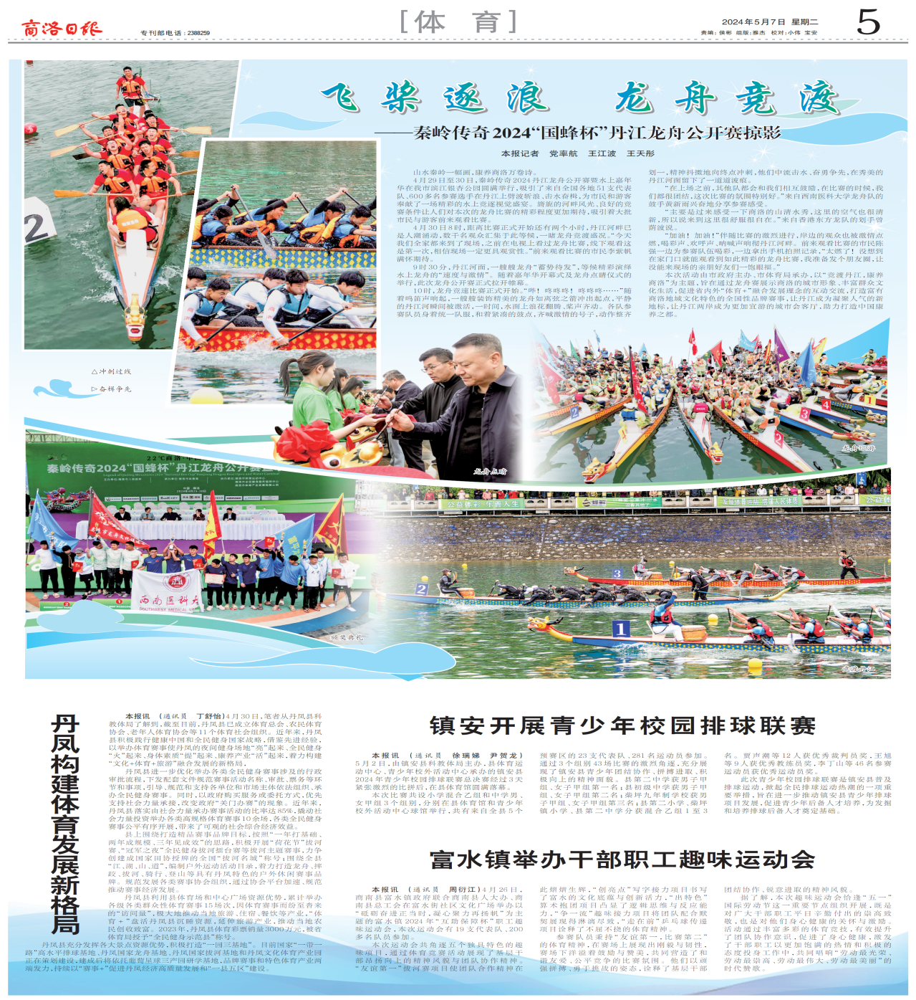 商洛日报
专刊部电话:2388259
[体 育]
2024年5月7日 星期二
责编:侯彬 组版:雅杰 校对:小伟 宝安
5
飞桨逐浪 龙舟竞渡
——秦岭传奇2024“国蜂杯”丹江龙舟公开赛掠影
本报记者 党率航 王江波 王天彤
山水秦岭一幅画,康养商洛万卷诗。
4月29日至30日,秦岭传奇2024丹江龙舟公开赛暨水上嘉年
华在我市滨江银杏公园圆满举行,吸引了来自全国各地51支代表
队、600多名参赛选手在丹江上劈波斩浪、击水奋楫,为市民和游客
奉献了一场精彩的水上竞逐视觉盛宴。旖旎的河畔风光、良好的竞
赛条件让人们对本次的龙舟比赛的精彩程度更加期待,吸引着大批
市民与游客前来观看比赛。
4月30日8时,距离比赛正式开始还有两个小时,丹江河畔已
是人潮涌动,数千名观众汇集于此等候,一睹龙舟竞渡盛况。“今天
我们全家都来到了现场,之前在电视上看过龙舟比赛,线下观看这
是第一次,相信现场一定更具观赏性。”前来观看比赛的市民李紫帆
满怀期待。
9时30分,丹江河面,一艘艘龙舟“蓄势待发”,等候精彩演绎
水上龙舟的“速度与激情”。随着嘉年华开幕式及龙舟点睛仪式的
举行,此次龙舟公开赛正式拉开帷幕。
10时,龙舟竞速比赛正式开始。“哔!咚咚咚!咚咚咚……”随
着鸣笛声响起,一艘艘装饰精美的龙舟如离弦之箭冲出起点,平静
的丹江河瞬间被激活,一时间,水面上浪花翻腾、桨声齐动。各队参
赛队员身着统一队服,和着紧凑的鼓点,齐喊激情的号子,动作整齐
划一,精神抖擞地向终点冲刺,他们中流击水、奋勇争先,在秀美的
丹江河面留下了一道道波痕。
“在上场之前,其他队都会和我们相互鼓励,在比赛的时候,我
们都很团结,这次比赛的氛围特别好。”来自西南医科大学龙舟队的
鼓手黄新雨兴奋地分享参赛感受。
“主要是过来感受一下商洛的山清水秀,这里的空气也很清
新,所以说来到这里很舒服很自在。”来自香港东方龙队的划手曾
荫波说。
“加油!加油!”伴随比赛的激烈进行,岸边的观众也被激情点
燃,喝彩声、欢呼声、呐喊声响彻丹江河畔。前来观看比赛的市民陈
强一边为参赛队伍喝彩,一边拿出手机拍照记录,“太燃了!没想到
在家门口就能观看到如此精彩的龙舟比赛,我准备发个朋友圈,让
没能来现场的亲朋好友们一饱眼福。”
本次活动由市政府主办、市体育局承办,以“竞渡丹江,康养
商洛”为主题,旨在通过龙舟赛展示商洛的城市形象、丰富群众文
化生活,促进省内外“体育+”融合发展理念的互动交流,打造富有
商洛地域文化特色的全国性品牌赛事,让丹江成为凝聚人气的新
地标,让丹江两岸成为更加宜游的城市会客厅,助力打造中国康
养之都。
△冲刺过线
▷奋楫争先
龙舟点睛
龙舟巡游
22℃商洛·中
秦岭传奇2024“国蜂杯”丹江龙舟公开赛
西南医科大
SOUTHWEST MEDICAL U
颁奖典礼
公益体彩 乐善人生
发展体育运动 增强人民体质
公益体
竞渡丹江
丹凤构建体育发展新格局
本报讯 (通讯员 丁舒怡)4月30日,笔者从丹凤县科
教体局了解到,截至目前,丹凤县已成立体育总会、农民体育
协会、老年人体育协会等11个体育社会组织。近年来,丹凤
县积极践行健康中国和全民健身国家战略,借鉴先进经验,
以举办体育赛事使丹凤的夜间健身场地“亮”起来、全民健身
“火”起来、身体素质“提”起来、康养产业“活”起来,着力构建
“文化+体育+旅游”融合发展的新格局。
丹凤县进一步优化举办各类全民健身赛事涉及的行政
审批流程,下发配套文件规范赛事活动名称、审批、票务等环
节和事项,引导、规范和支持各单位和市场主体依法组织、承
办全民健身赛事。同时,以政府购买服务或委托方式,优先
支持社会力量承接,改变政府“关门办赛”的现象。近年来,
丹凤县落实由社会力量承办赛事活动的比率达85%,撬动社
会力量投资举办各类高规格体育赛事10余场,各类全民健身
赛事公平有序开展,带来了可观的社会综合经济效益。
县上围绕打造精品赛事品牌目标,按照“一年打基础、
两年成规模、三年见成效”的思路,积极开展“荷花节”拔河
赛、“冠军之夜”全民健身拔河擂台赛等拔河主题赛事,力争
创建成国家田协授牌的全国“拔河名城”称号;围绕全县
“江、湖、山、道”,编制户外运动活动目录,着力打造龙舟、摔
跤、拔河、骑行、登山等具有丹凤特色的户外休闲赛事品
牌。规范发展各类赛事协会组织,通过协会平台加速、规范
推动赛事经济发展。
丹凤县利用县体育场和中心广场资源优势,累计举办
各级各类群众性体育赛事15场次,因体育赛事而纷至沓来
的“访问量”,极大地推动当地旅游、住宿、餐饮等产业,“体
育+”盘活丹凤县沉睡资源,延伸旅游产业,推动当地农
民创收致富。2023年,丹凤县体育彩票销量3000万元,被省
体育局授予“全民健身示范县”称号。
丹凤县充分发挥各大景点资源优势,积极打造“一园三基地”。目前国家“一带一
路”高水平排球基地、丹凤国家龙舟基地、丹凤国家拔河基地和丹凤文化体育产业园
正在策划建设,建成后将依托鹿苑星球三产园研学基地,品牌赛事和特色体育产业两
端发力,持续以“赛事+”促进丹凤经济高质量发展和“一县五区”建设。
镇安开展青少年校园排球联赛
本报讯 (通讯员 徐瑞娣 尹贺龙)
5月2日,由镇安县科教体局主办,县体育运
动中心、青少年校外活动中心承办的镇安县
2024年青少年校园排球联赛总决赛经过3天
紧张激烈的比拼后,在县体育馆圆满落幕。
本次比赛共设小学混合乙组和中学男、
女甲组3个组别,分别在县体育馆和青少年
校外活动中心球馆举行,共有来自全县5个
预赛区的23支代表队、281名运动员参加。
通过3个组别43场比赛的激烈角逐,充分展
现了镇安县青少年团结协作、拼搏进取、积
极向上的精神面貌。县第二中学获男子甲
组、女子甲组第一名;县初级中学获男子甲
组、女子甲组第二名;柴坪九年制学校获男
子甲组、女子甲组第三名;县第二小学、柴坪
镇小学、县第二中学分获混合乙组1至3
名。贾声潮等12人获优秀裁判员奖,王旭
等9人获优秀教练员奖,李丁山等46名参赛
运动员获优秀运动员奖。
此次青少年校园排球联赛是镇安县普及
排球运动,掀起全民排球运动热潮的一项重
要举措,旨在进一步推动镇安县青少年排球
项目发展,促进青少年后备人才培养,为发掘
和培养排球后备人才奠定基础。
富水镇举办干部职工趣味运动会
本报讯 (通讯员 周衍江)4月26日,
商南县富水镇政府联合商南县人大办、商
南县总工会在富水街社区文化广场举办以
“砥砺奋进正当时,凝心聚力再扬帆”为主
题的富水镇2024年“互助保障杯”职工趣
味运动会,本次运动会有19支代表队、200
多名队员参加。
本次运动会共角逐五个独具特色的趣
味项目,通过体育竞赛活动展现了基层干
部昂扬向上的精神风貌与团队协作精神。
“友谊第一”拔河赛项目使团队合作精神在
此熠熠生辉,“创亮点”写字接力项目书写
了富水的文化底蕴与创新活力,“出特色”
算术抱团项目凸显了逻辑思维与反应能
力,“争一流”趣味接力项目将团队配合默
契展现得淋漓尽致,“走在前”乒乓球传递
项目诠释了不屈不挠的体育精神。
参赛队员秉持“友谊第一,比赛第二”
的体育精神,在赛场上展现出刚毅与韧性,
赛场下洋溢着鼓励与赞美,共同营造了和
谐友爱、公平竞争的比赛氛围。他们以顽
强拼搏、勇于挑战的姿态,诠释了基层干部
团结协作、锐意进取的精神风貌。
据了解,本次趣味运动会恰逢“五一”
国际劳动节这一重要节点组织开展,既是
对广大干部职工平日辛勤付出的崇高致
敬,也是对他们身心健康的关怀与激励。
活动通过丰富多彩的体育竞技,有效提升
了团队协作意识,促进了身心健康,激发
了干部职工以更加饱满的热情和积极的
态度投身工作中,共同唱响“劳动最光荣、
劳动最崇高、劳动最伟大、劳动最美丽”的
时代赞歌。